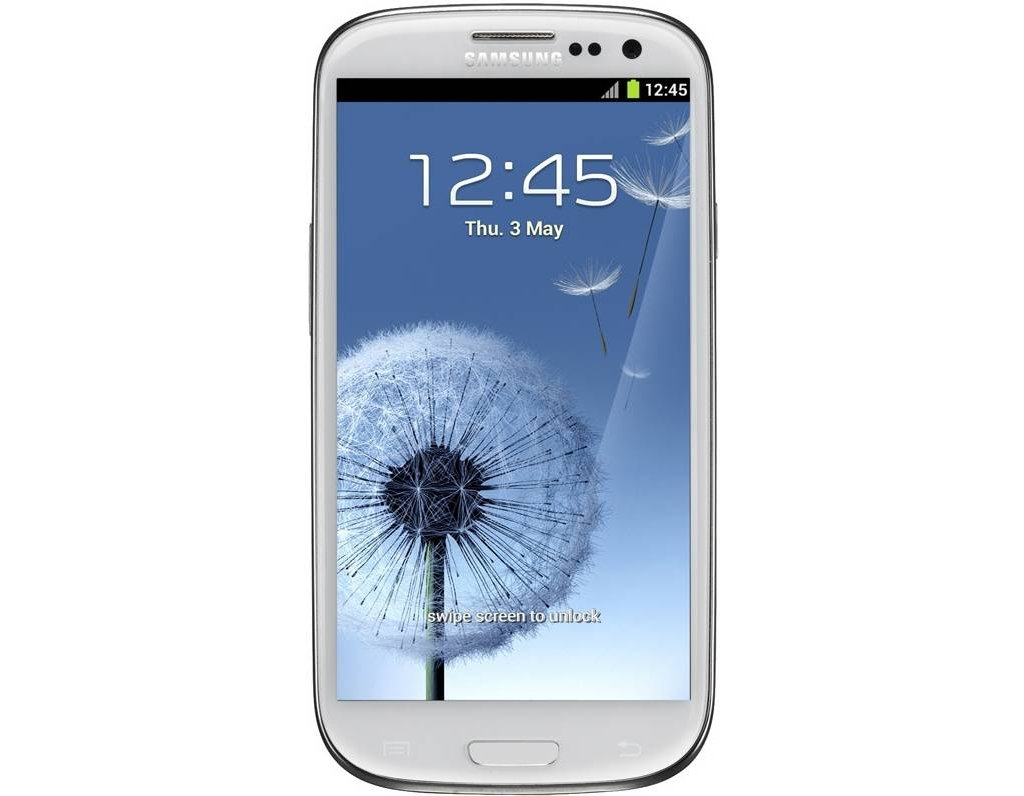 SAMSUNG
12:45
12:45
Thu. 3 May
swipe screen to unlock